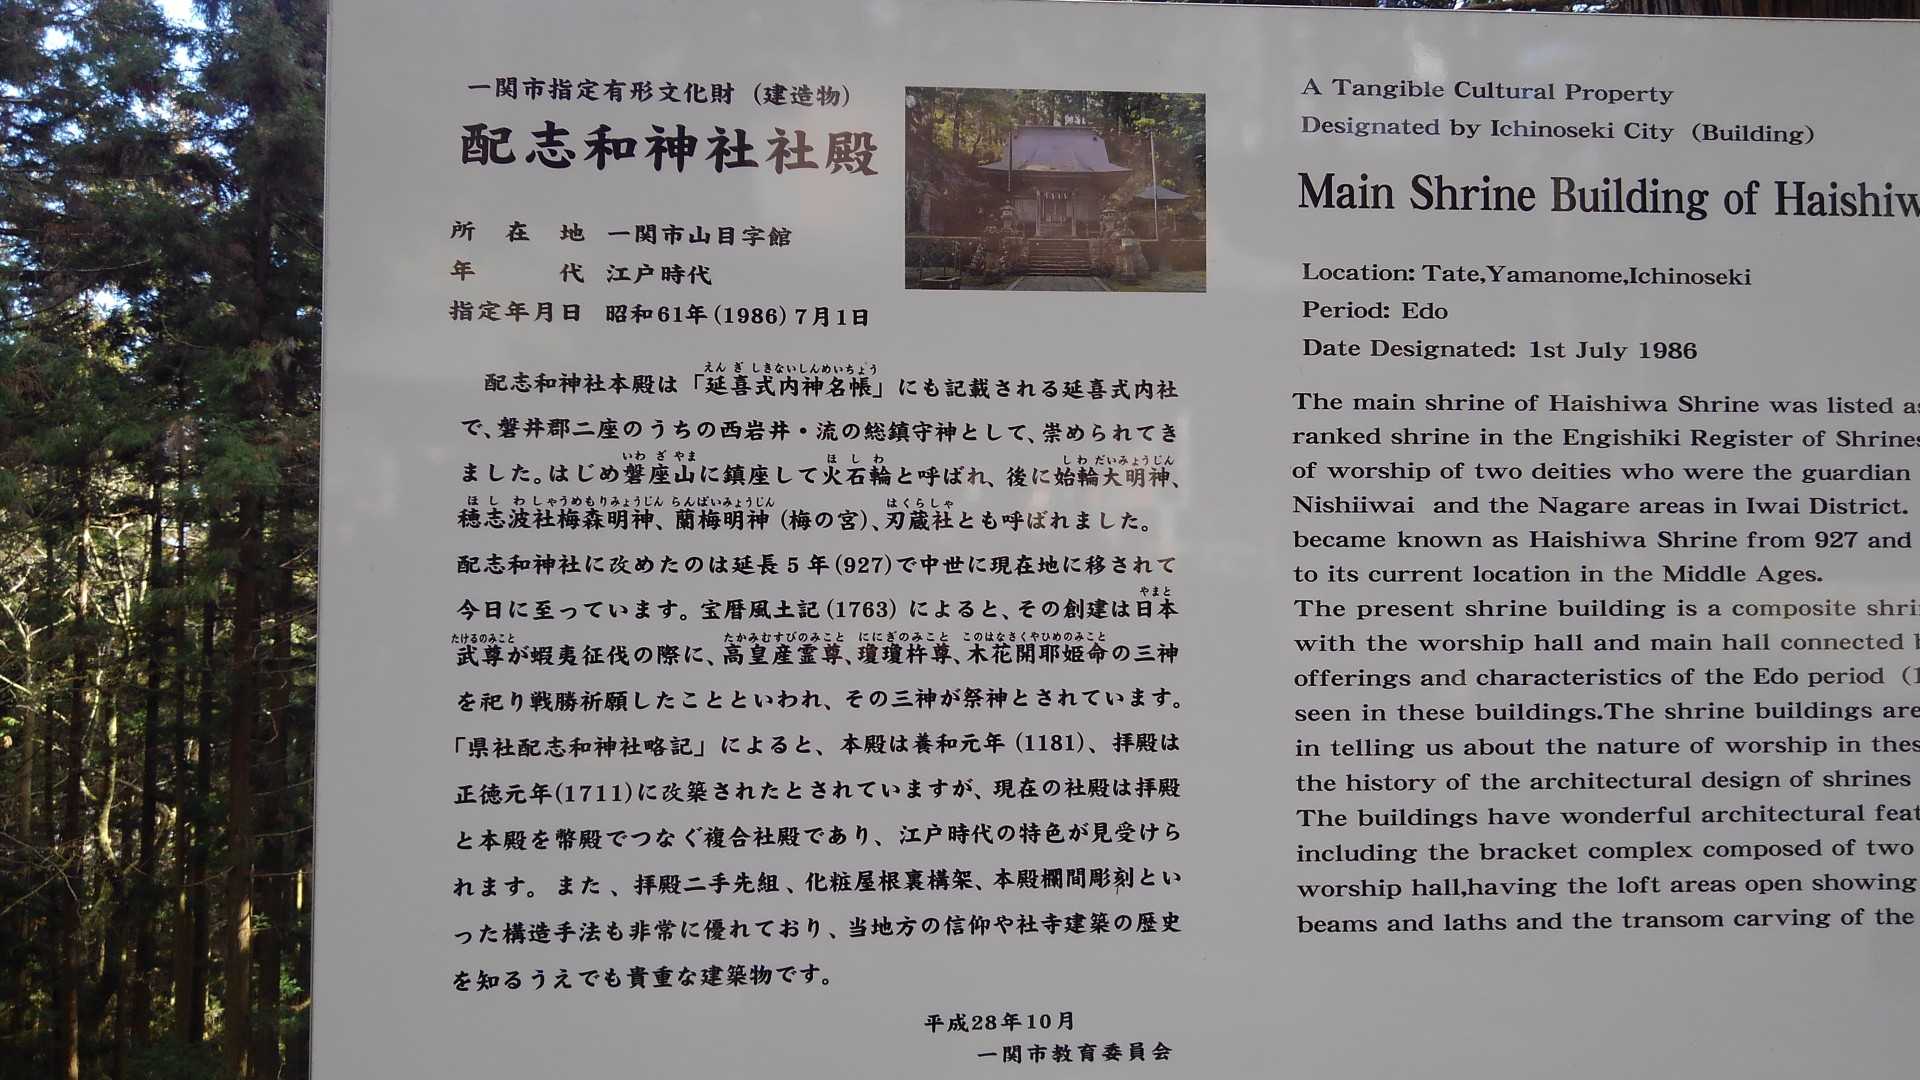 一関市指定有形文化財 (建造物)
配志和神社社殿
所在地 一関市山目字館
年代 江戸時代
指定年月日 昭和61年(1986)7月1日
えんぎしきないしんめいちょう
配志和神社本殿は「延喜式内神名帳」にも記載される延喜式内社
で、磐井郡二座のうちの西岩井・流の総鎮守神として、崇められてき
いわざやま ほしわ しわだいみょうじん
ました。はじめ磐座山に鎮座して火石輪と呼ばれ、後に始輪大明神、
ほしわしゃうめもりみょうじん らんばいみょうじん はくらしゃ
穂志波社梅森明神、蘭梅明神(梅の宮)、刃蔵社とも呼ばれました。
配志和神社に改めたのは延長5年(927)で中世に現在地に移されて
やまと
今日に至っています。宝暦風土記(1763)によると、その創建は日本
たけるのみこと たかみむすびのみこと ににぎのみこと このはなさくやひめのみこと
武尊が蝦夷征伐の際に、高皇産霊尊、瓊瓊杵尊、木花開耶姫命の三神
を祀り戦勝祈願したことといわれ、その三神が祭神とされています。
「県社配志和神社略記」によると、本殿は養和元年(1181)、拝殿は
正徳元年(1711)に改築されたとされていますが、現在の社殿は拝殿
と本殿を幣殿でつなぐ複合社殿であり、江戸時代の特色が見受けら
れます。また、拝殿二手先組、化粧屋根裏構架、本殿欄間彫刻とい
った構造手法も非常に優れており、当地方の信仰や社寺建築の歴史
を知るうえでも貴重な建築物です。
平成28年10月
一関市教育委員会
A Tangible Cultural Property
Designated by Ichinoseki City (Building)
Main Shrine Building of Haishiw
Location: Tate,Yamanome,Ichinoseki
Period: Edo
Date Designated: 1st July 1986
The main shrine of Haishiwa Shrine was listed as
ranked shrine in the Engishiki Register of Shrines
of worship of two deities who were the guardian
Nishiiwai and the Nagare areas in Iwai District.
became known as Haishiwa Shrine from 927 and
to its current location in the Middle Ages.
The present shrine building is a composite shri
with the worship hall and main hall connected b
offerings and characteristics of the Edo period (1
seen in these buildings.The shrine buildings are
in telling us about the nature of worship in thes
the history of the architectural design of shrines
The buildings have wonderful architectural feat
including the bracket complex composed of two
worship hall,having the loft areas open showing
beams and laths and the transom carving of the